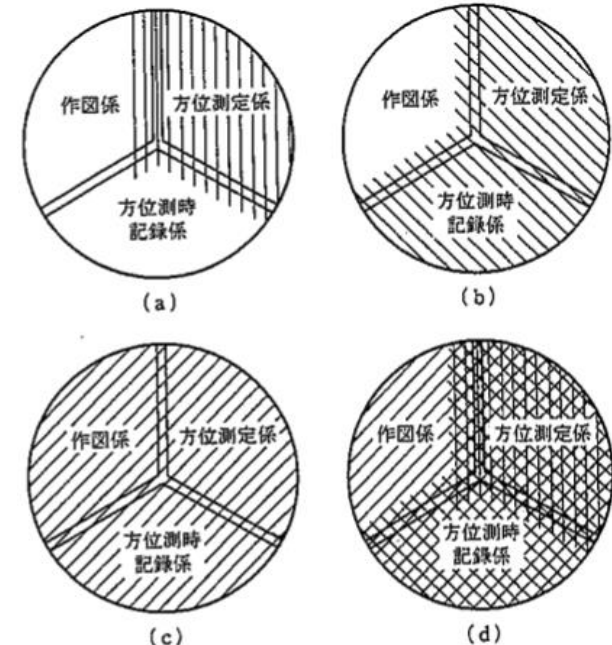 作図係
方位測定係
方位測時
記録係
(a)
作図係
方位測定係
方位測時
記録係
(b)
作図係
方位測定係
方位測時
記録係
(c)
作図係
方位測定係
方位測時
記録係
(d)